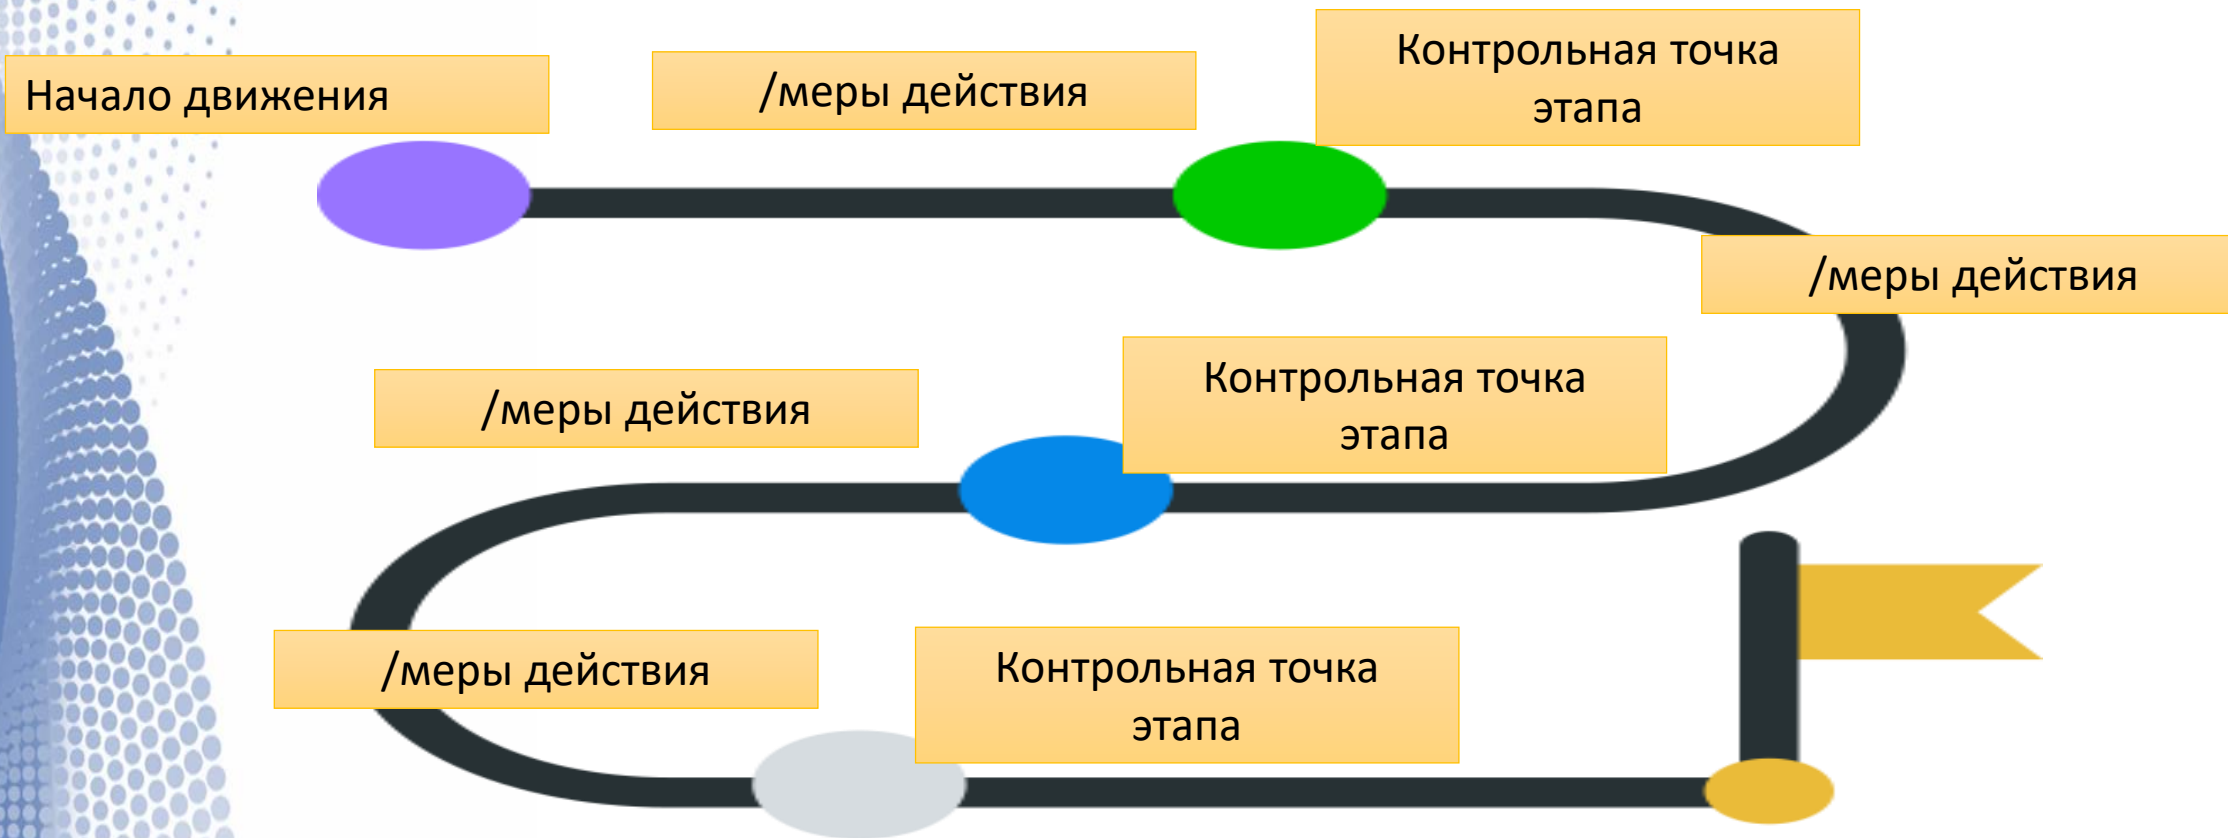 Начало движения
/меры действия
Контрольная точка
этапа
/меры действия
/меры действия
Контрольная точка
этапа
/меры действия
Контрольная точка
этапа